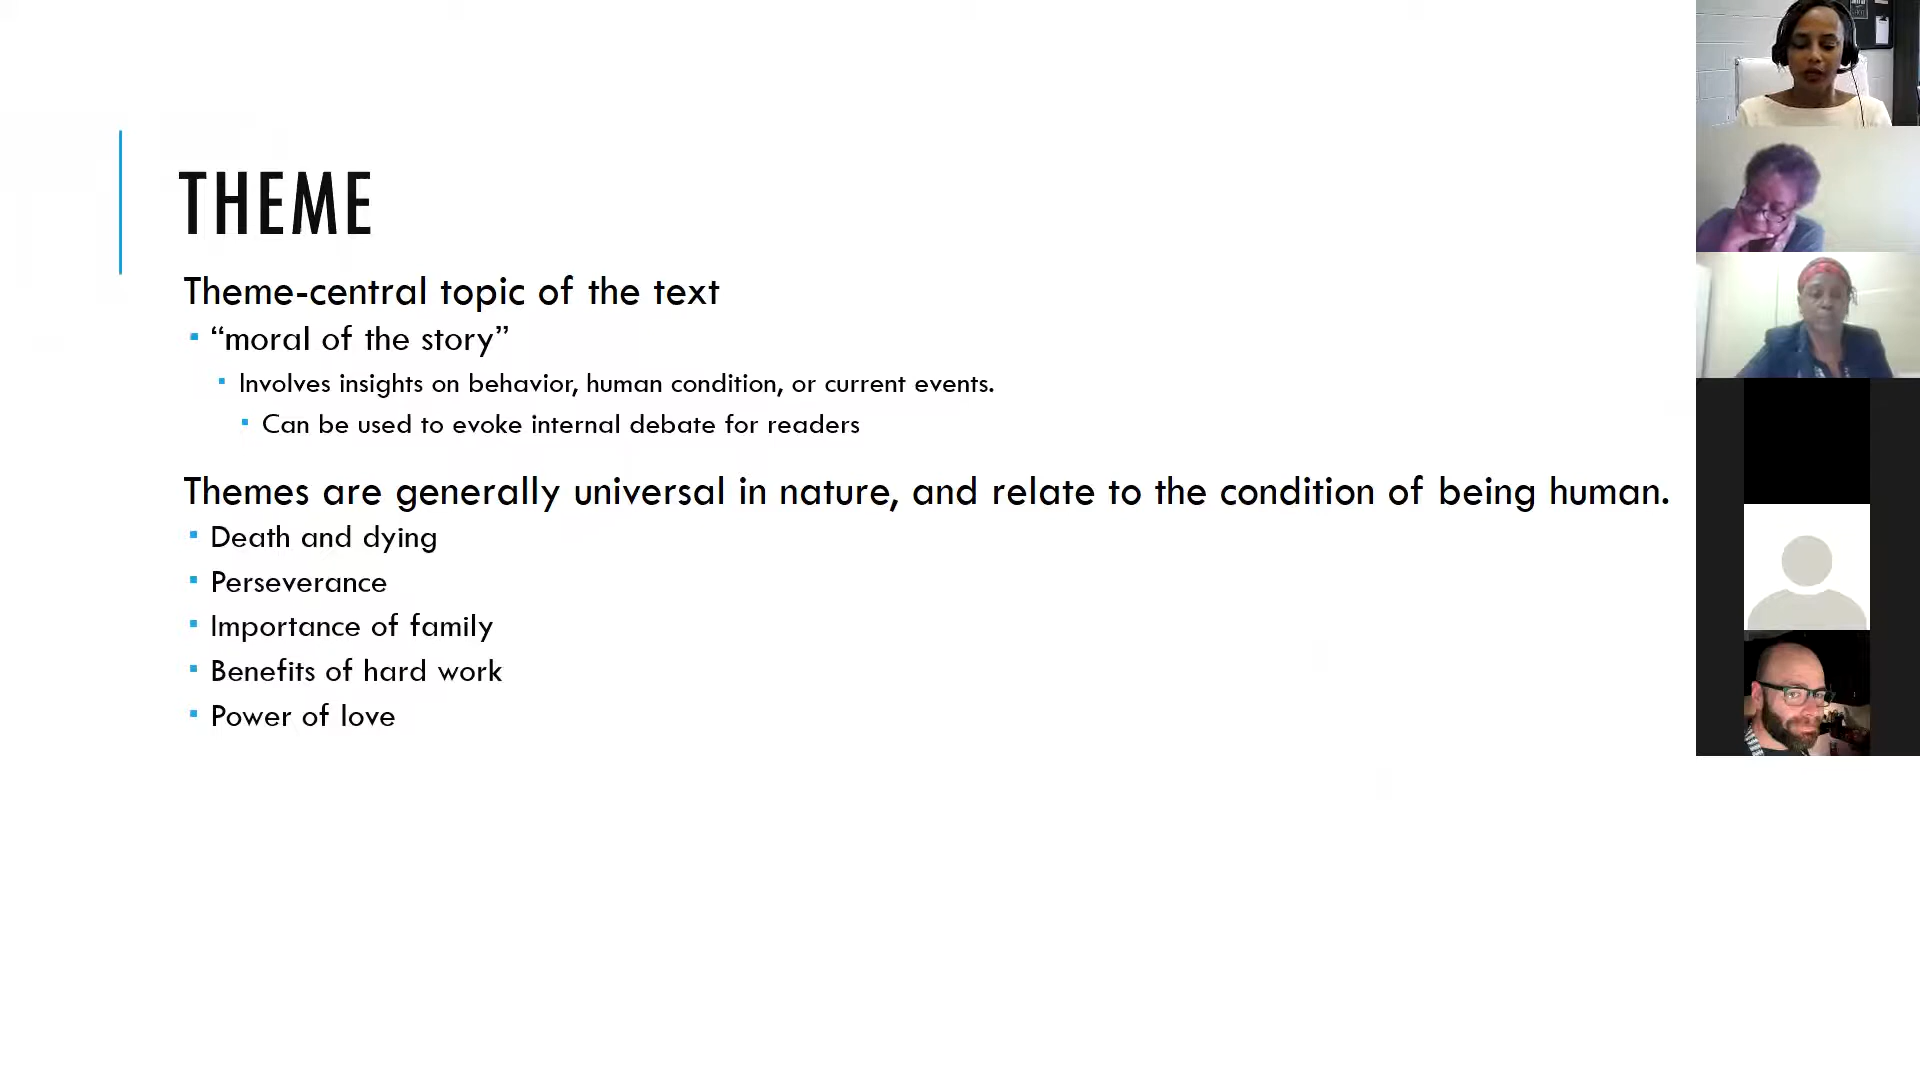 THEME
Theme-central topic of the text
“moral of the story”
Involves insights on behavior, human condition, or current events.
Can be used to evoke internal debate for readers
Themes are generally universal in nature, and relate to the condition of being human.
Death and dying
Perseverance
Importance of family
Benefits of hard work
Power of love